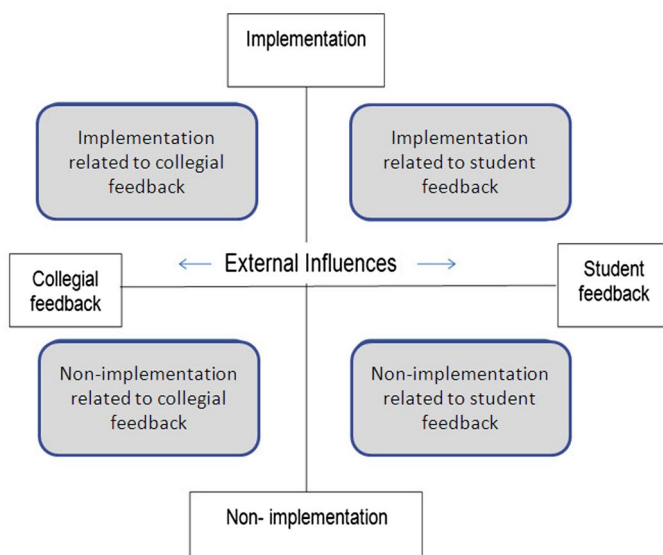 Implementation
Implementation
related to collegial
feedback
Implementation
related to student
feedback
External Influences
Collegial
feedback
Student
feedback
Non-implementation
related to collegial
feedback
Non-implementation
related to student
feedback
Non- implementation